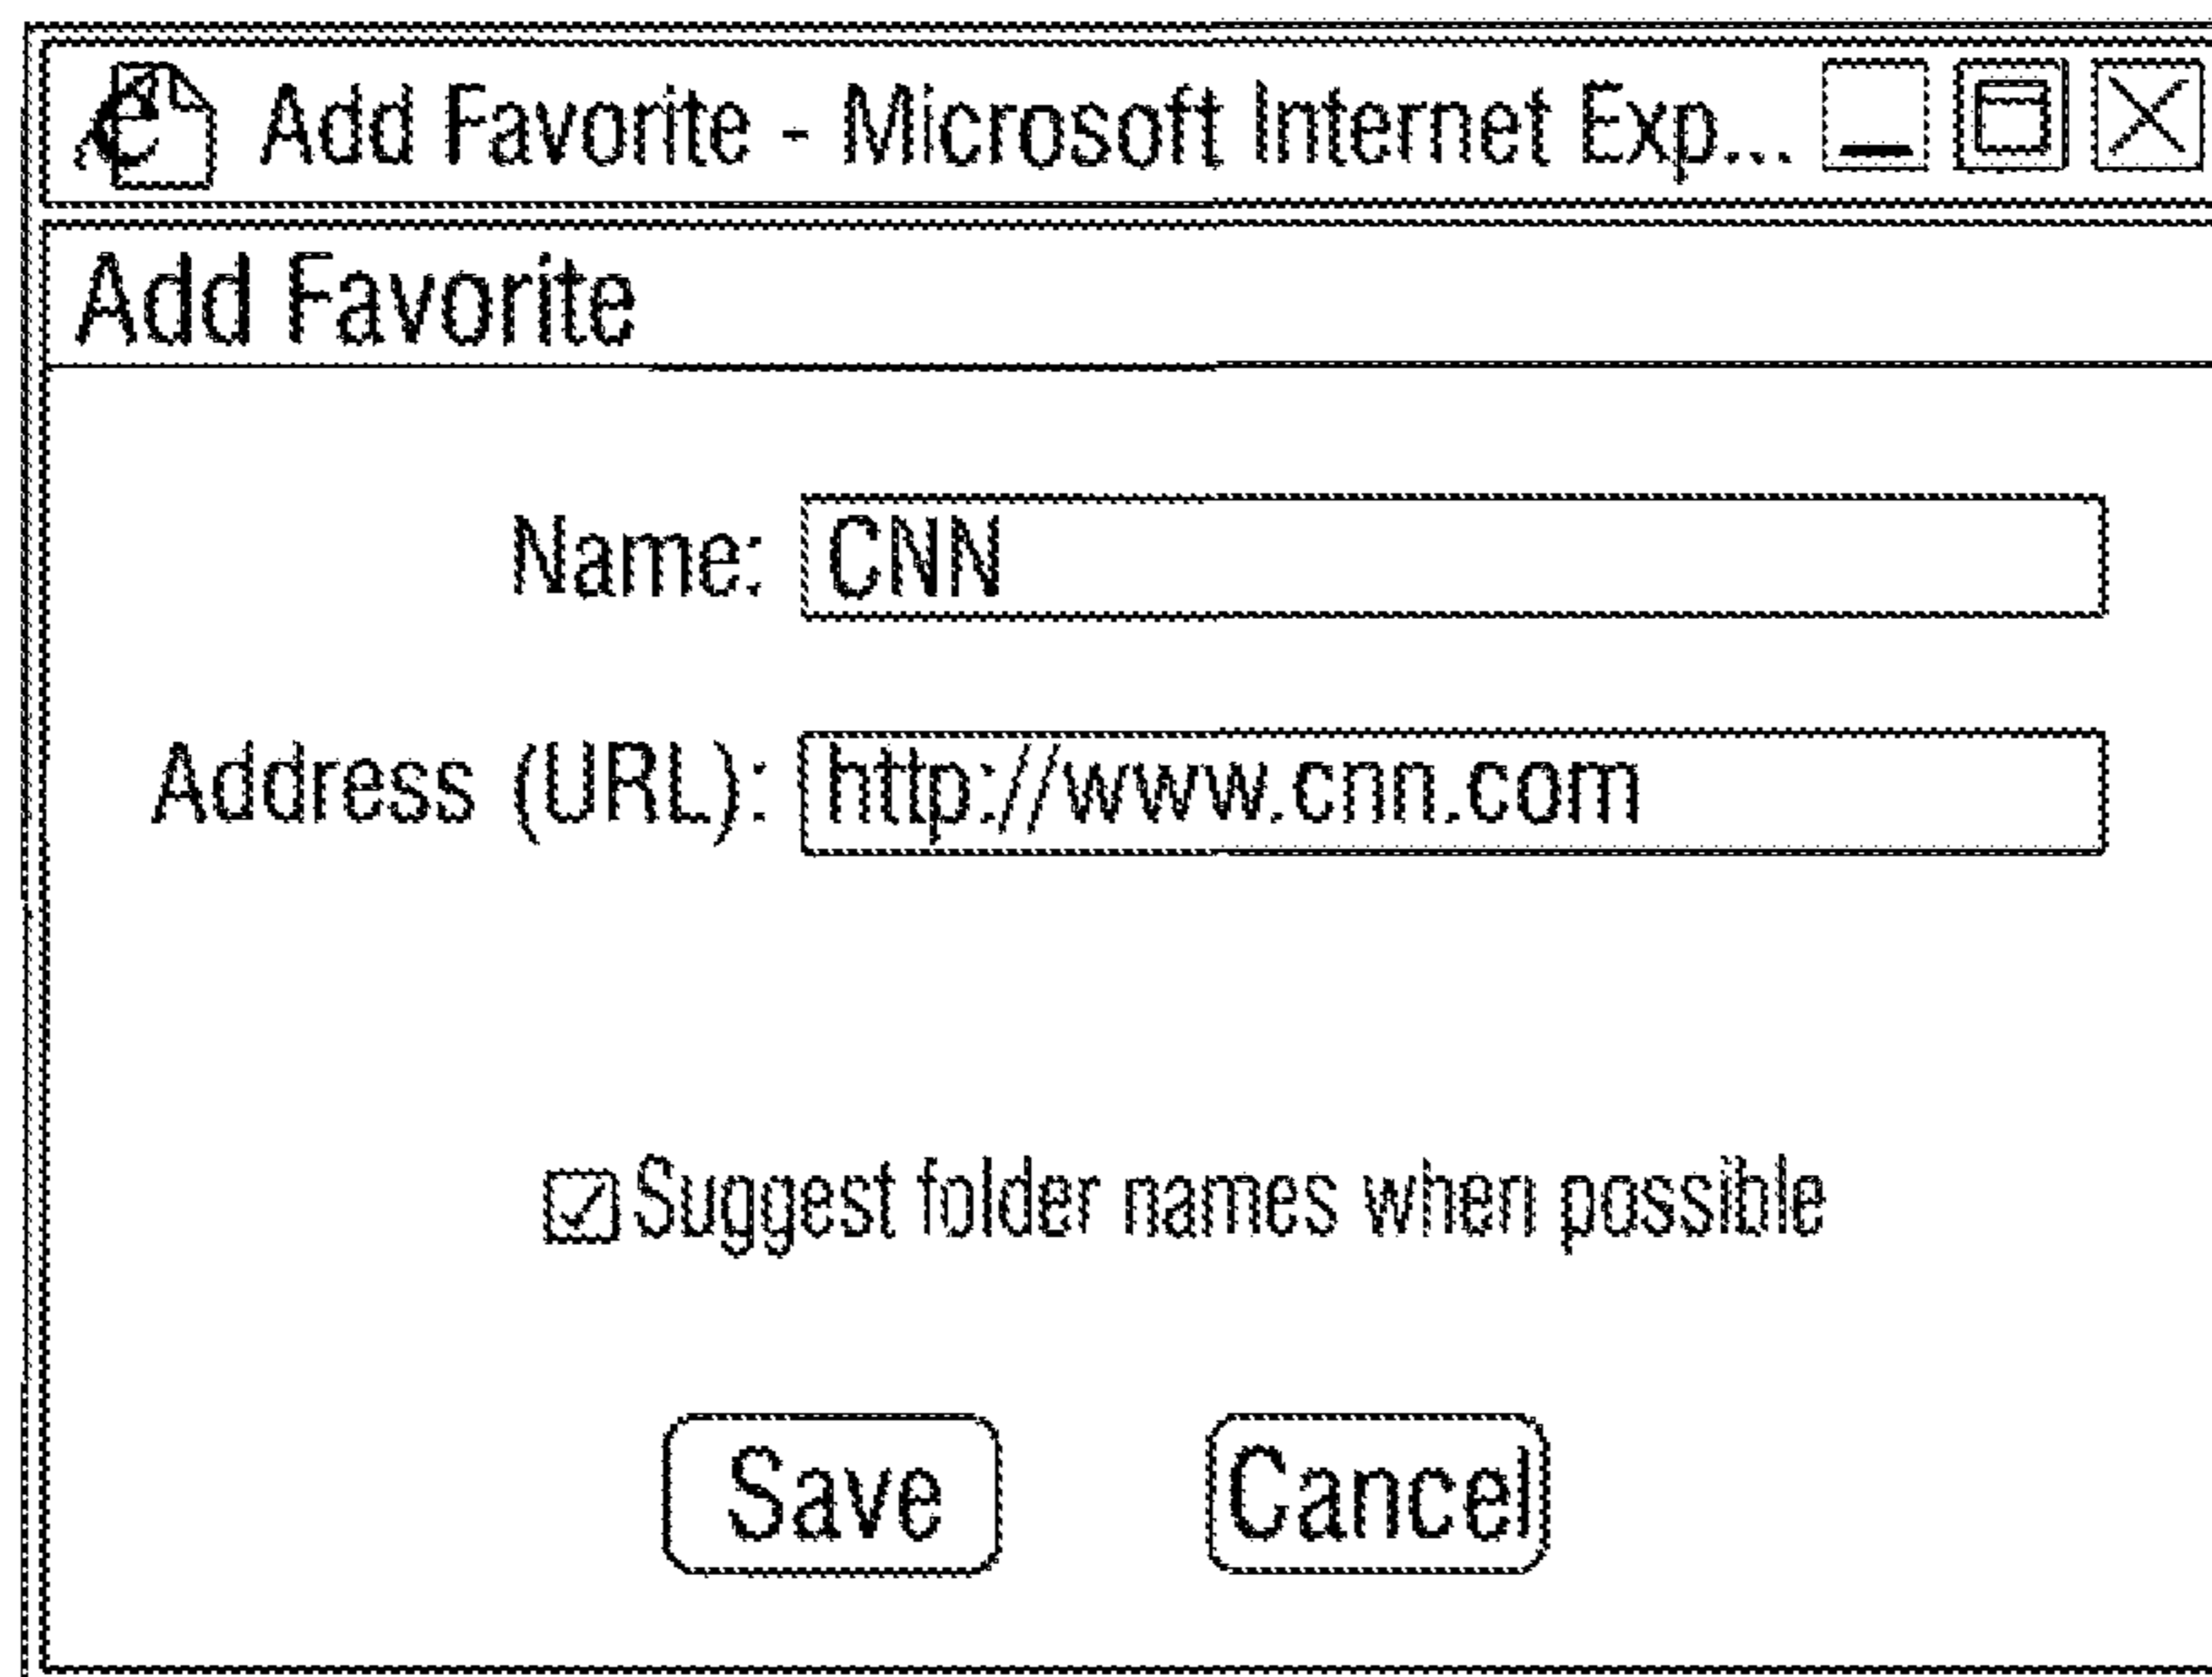 Add Favorite - Microsoft Internet Exp...
Add Favorite
Name: CNN
Address (URL): http://www.cnn.com
Suggest folder names when possible
Save Cancel